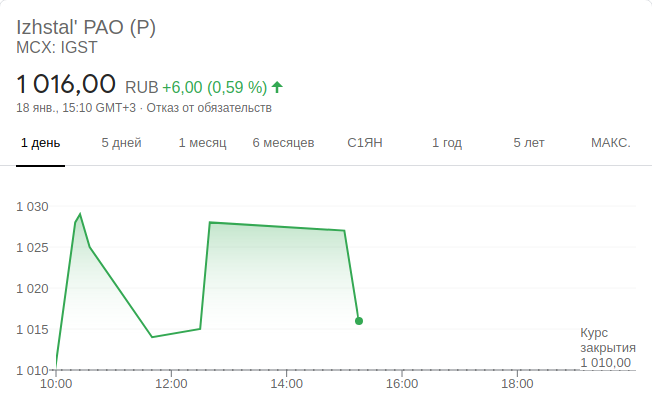 Izhstal' PAO (P)
MCX: IGST
1 016,00 RUB +6,00 (0,59 %)
18 янв., 15:10 GMT+3 · Отказ от обязательств
1 день 5 дней 1 месяц 6 месяцев С1ЯН 1 год 5 лет МАКС.
1 030
1 025
1 020
1 015
Курс
закрытия
1 010,00
1 010
10:00 12:00 14:00 16:00 18:00